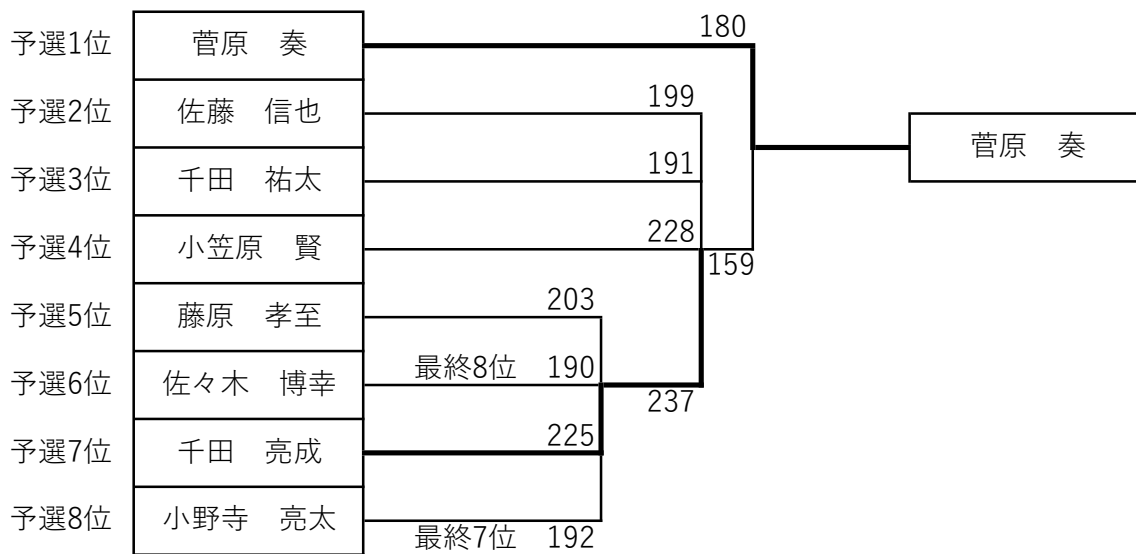 180
予選1位 菅原　奏
199
予選2位 佐藤　信也
菅原　奏
191
予選3位 千田　祐太
228
予選4位 小笠原　賢
159
203
予選5位 藤原　孝至
予選6位 佐々木　博幸 最終8位 190
237
225
予選7位 千田　亮成
予選8位 小野寺　亮太
最終7位 192